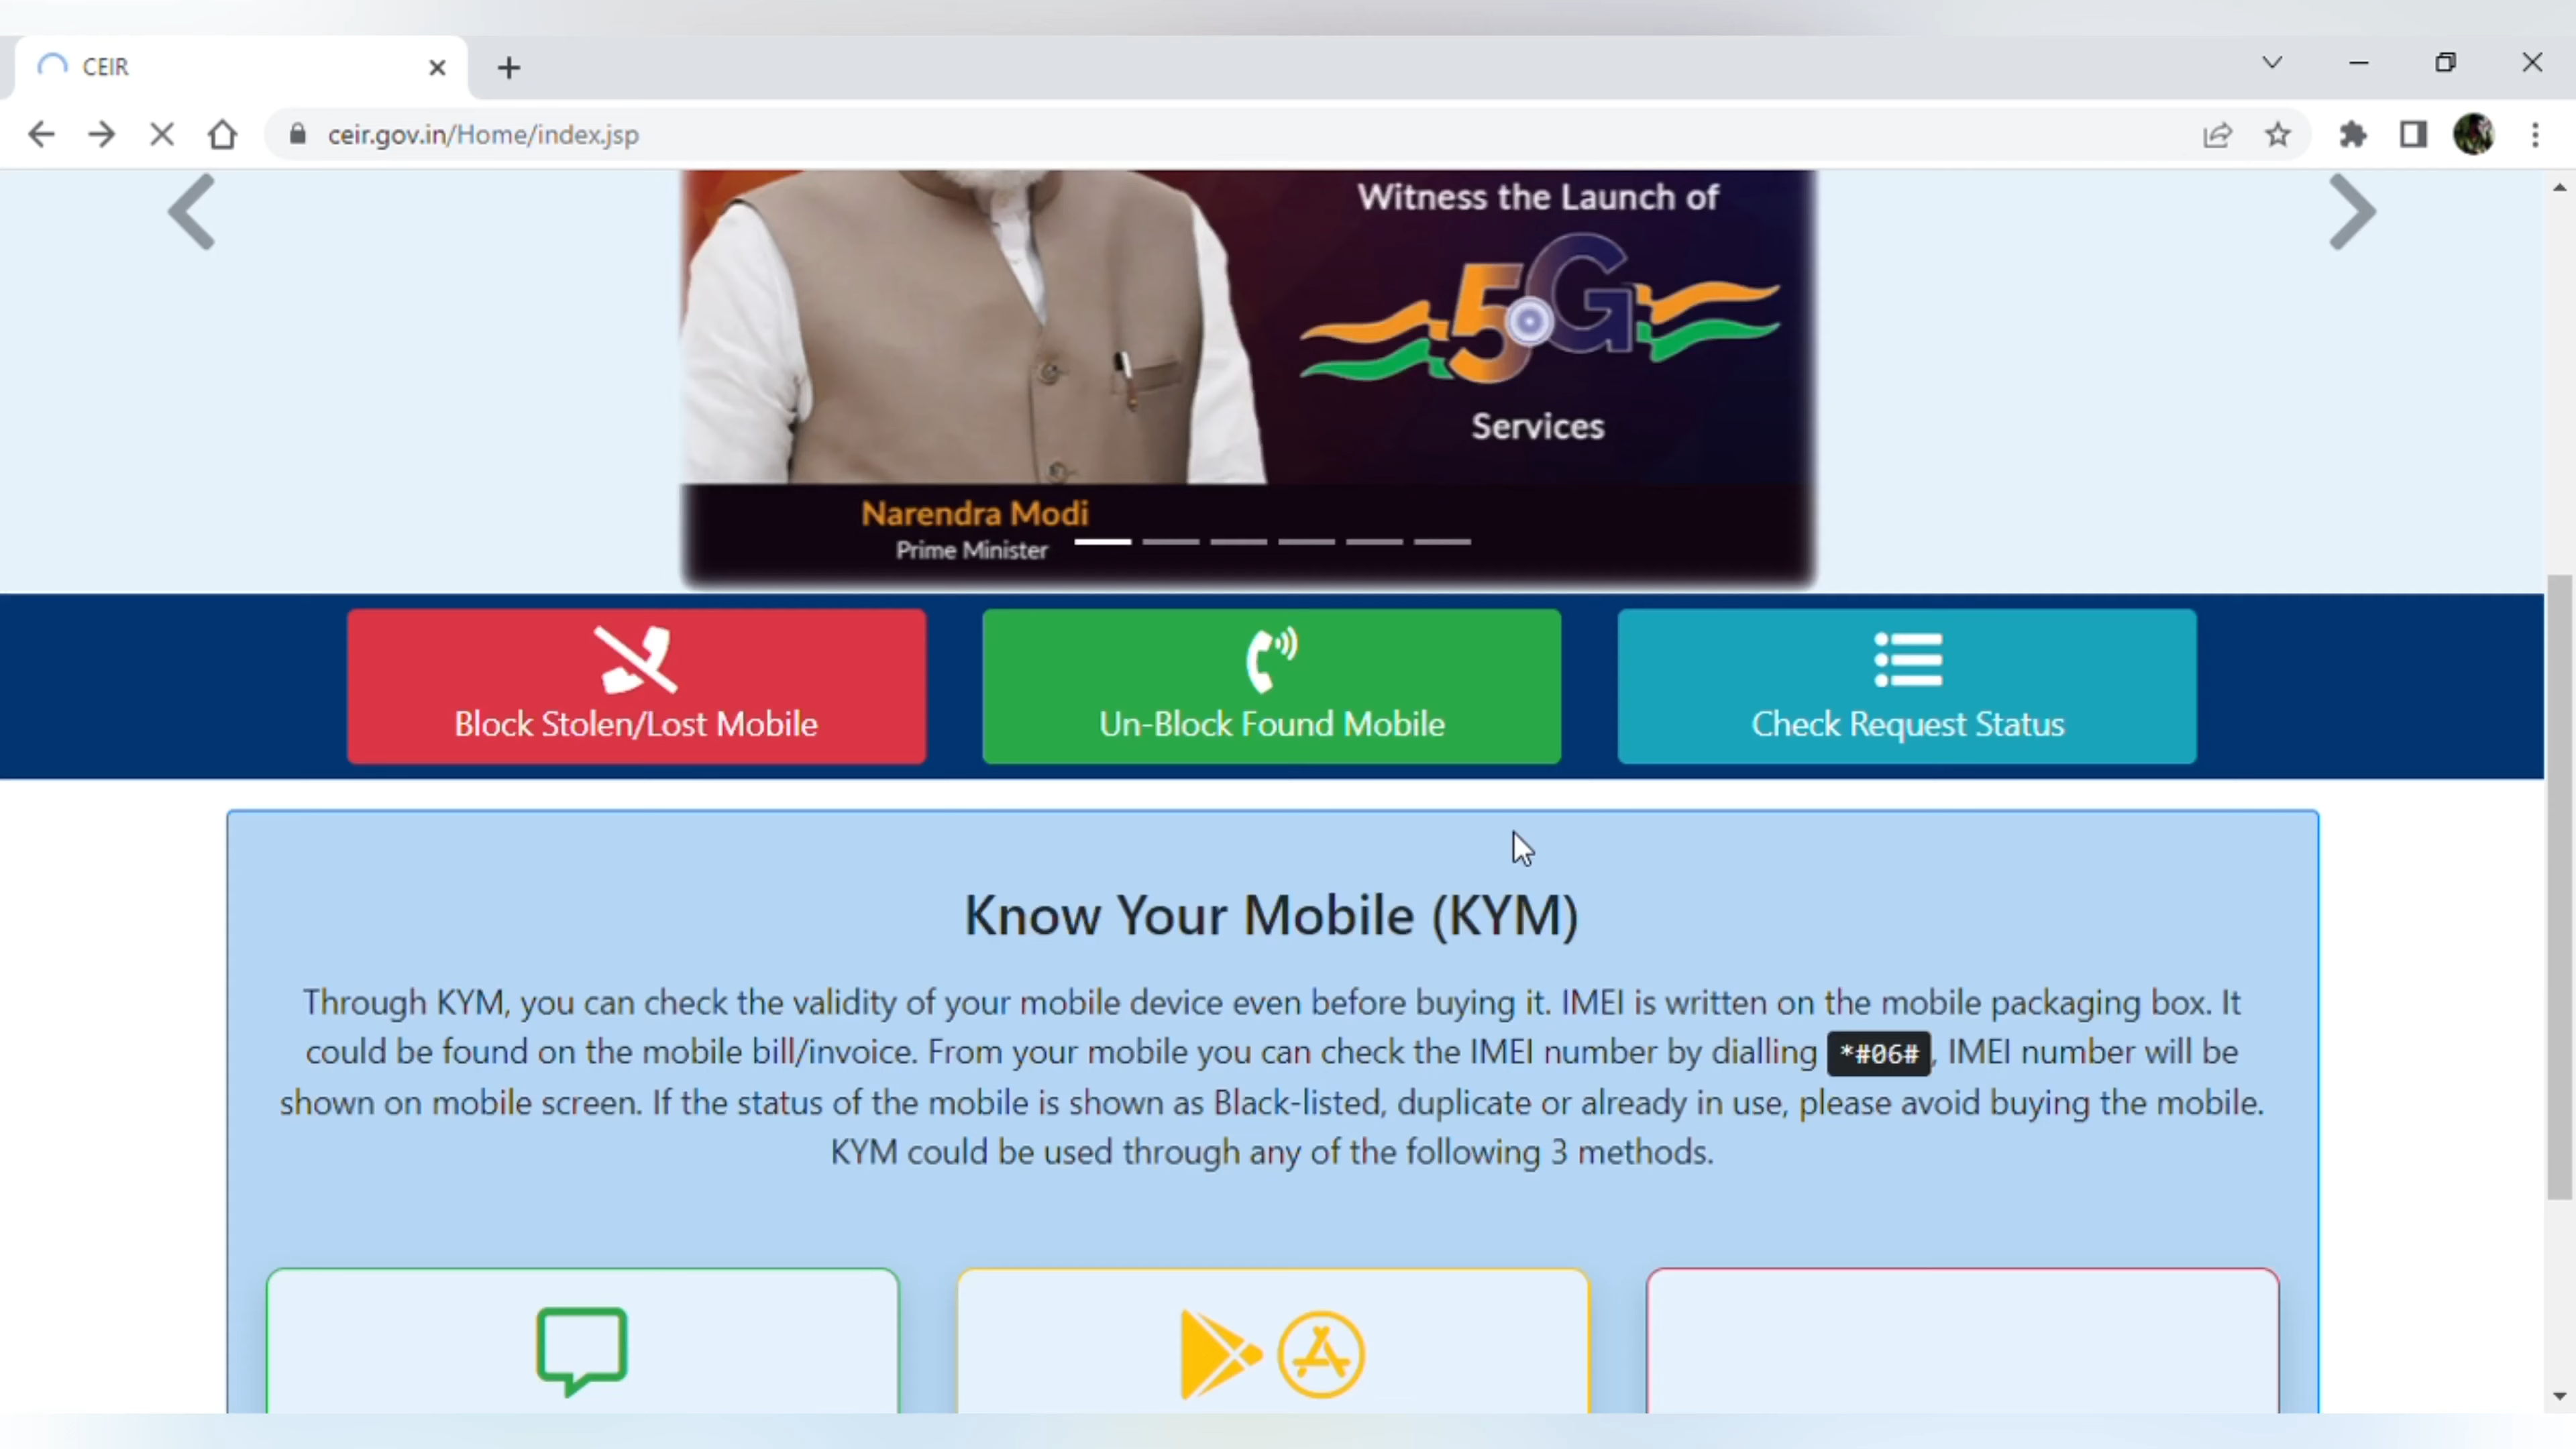 CEIR
ceir.gov.in/Home/index.jsp
Witness the Launch of
5G
Services
Narendra Modi
Prime Minister
Block Stolen/Lost Mobile
Un-Block Found Mobile
Check Request Status
Know Your Mobile (KYM)
Through KYM, you can check the validity of your mobile device even before buying it. IMEI is written on the mobile packaging box. It
could be found on the mobile bill/invoice. From your mobile you can check the IMEI number by dialling *#06#, IMEI number will be
shown on mobile screen. If the status of the mobile is shown as Black-listed, duplicate or already in use, please avoid buying the mobile.
KYM could be used through any of the following 3 methods.